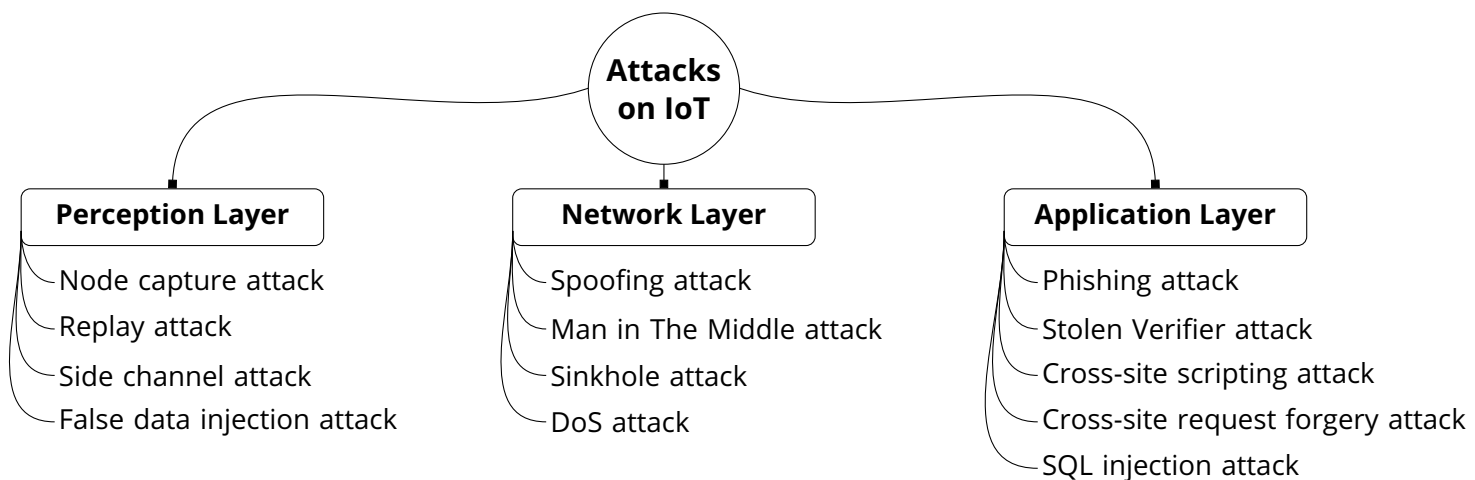 Attacks
on IoT
Perception Layer
Node capture attack
Replay attack
Side channel attack
False data injection attack
Network Layer
Spoofing attack
Man in The Middle attack
Sinkhole attack
DoS attack
Application Layer
Phishing attack
Stolen Verifier attack
Cross-site scripting attack
Cross-site request forgery attack
SQL injection attack